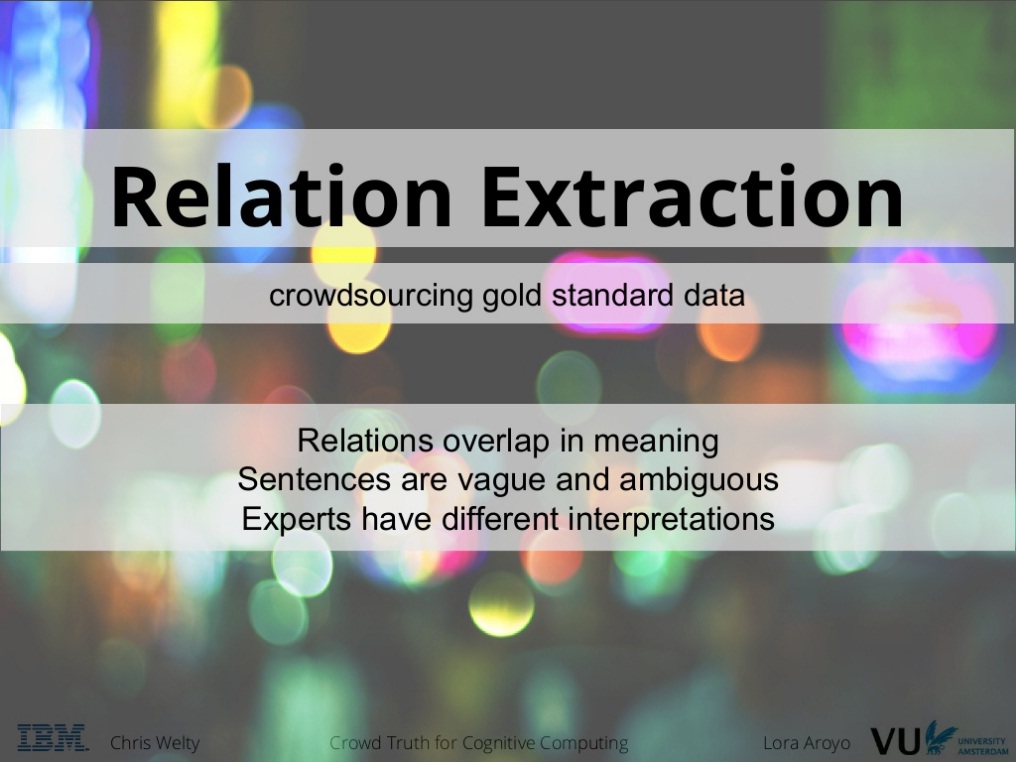 Relation Extraction
crowdsourcing gold standard data
Relations overlap in meaning
Sentences are vague and ambiguous
Experts have different interpretations
IBM. Chris Welty Crowd Truth for Cognitive Computing Lora Aroyo VU UNIVERSITY AMSTERDAM